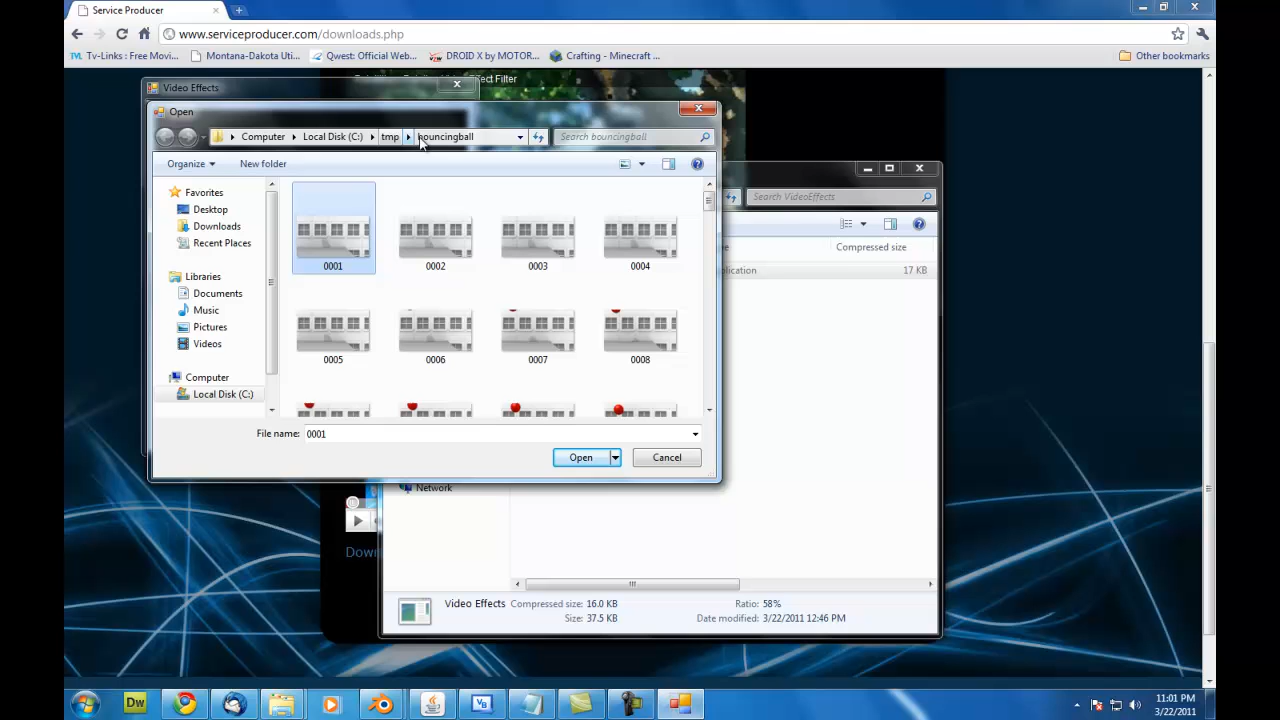 Service Producer
www.serviceproducer.com/downloads.php
Tv-Links : Free Movi...
Montana-Dakota Uti...
Qwest: Official Web...
DROID X by MOTOR...
Crafting - Minecraft ...
Other bookmarks
Effect Filter
Video Effects
Open
Computer
Local Disk (C:)
tmp
bouncingball
Search bouncingball
Organize
New folder
Search VideoEffects
Favorites
Desktop
Downloads
Recent Places
Libraries
Documents
Music
Pictures
Videos
Computer
Local Disk (C:)
0001
0002
0003
0004
0005
0006
0007
0008
Compressed size
17 KB
File name:
0001
Open
Cancel
Network
Video Effects
Compressed size: 16.0 KB
Size: 37.5 KB
Ratio: 58%
Date modified: 3/22/2011 12:46 PM
Dw
11:01 PM
3/22/2011